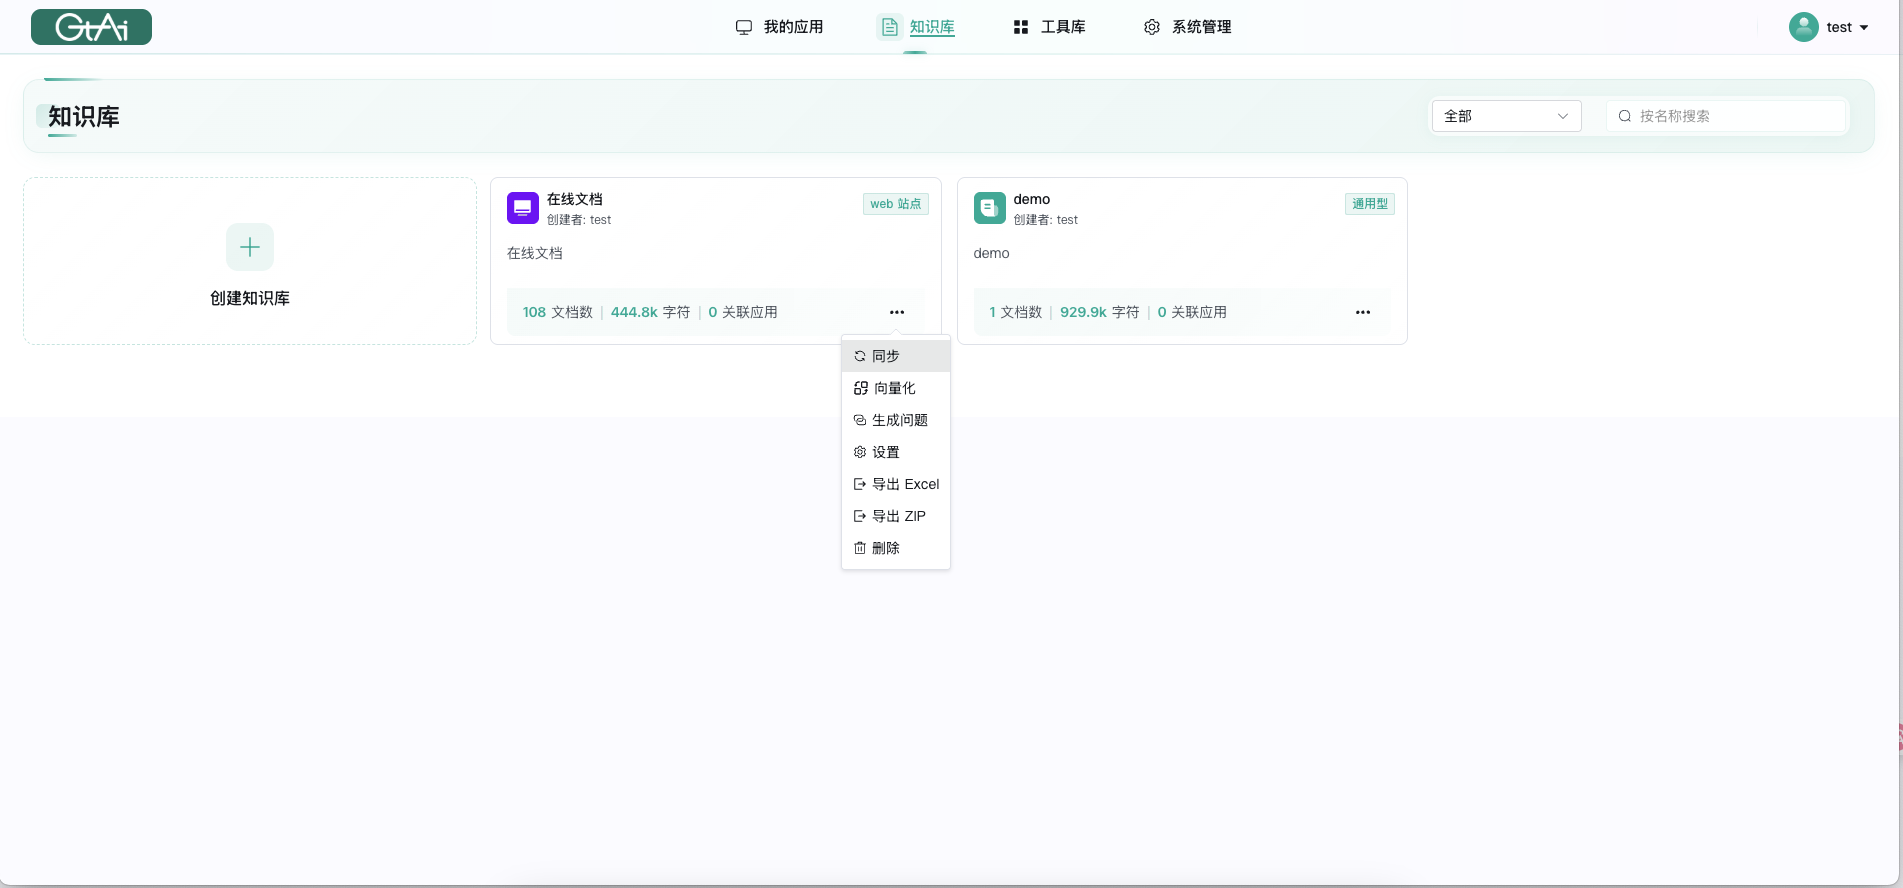 GtAi
我的应用
知识库
工具库
系统管理
test
知识库
全部
按名称搜索
创建知识库
在线文档
创建者: test
web 站点
在线文档
108 文档数 | 444.8k 字符 | 0 关联应用
demo
创建者: test
通用型
demo
1 文档数 | 929.9k 字符 | 0 关联应用
同步
向量化
生成问题
设置
导出 Excel
导出 ZIP
删除